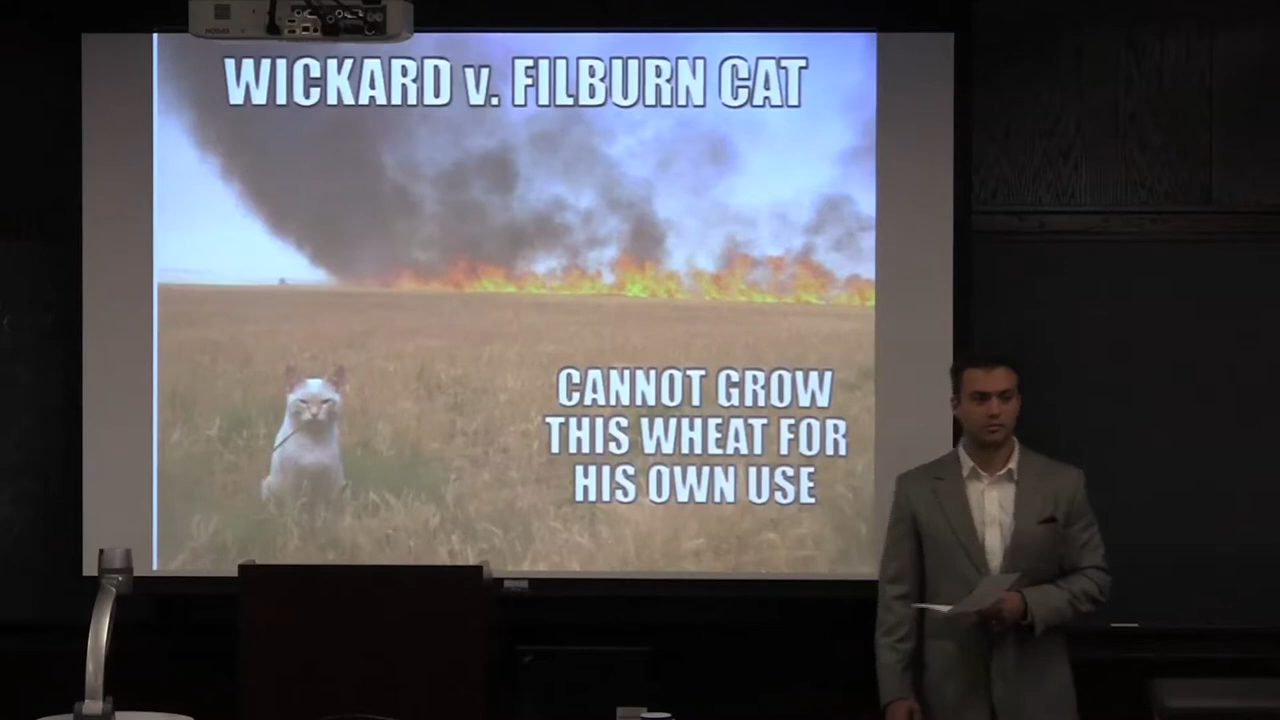 WICKARD v. FILBURN CAT
CANNOT GROW
THIS WHEAT FOR
HIS OWN USE